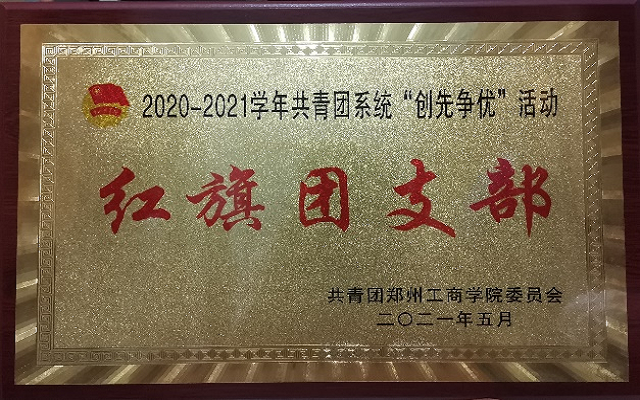 2020-2021学年共青团系统“创先争优”活动
红旗团支部
共青团郑州工商学院委员会
二〇二一年五月